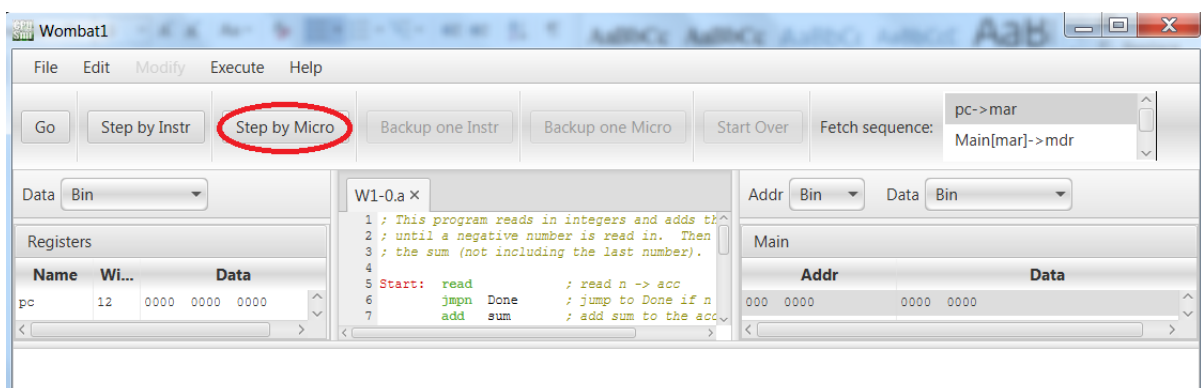 Wombat1
File Edit Modify Execute Help
Go Step by Instr Step by Micro Backup one Instr Backup one Micro Start Over Fetch sequence:
pc->mar
Main[mar]->mdr
Data Bin
W1-0.a ×
Addr Bin Data Bin
Registers
Name Wi... Data
pc 12 0000 0000 0000
1 ; This program reads in integers and adds th
2 ; until a negative number is read in. Then
3 ; the sum (not including the last number).
4
5 Start: read ; read n -> acc
6 jmpn Done ; jump to Done if n
7 add sum ; add sum to the acc
Main
Addr Data
000 0000 0000 0000